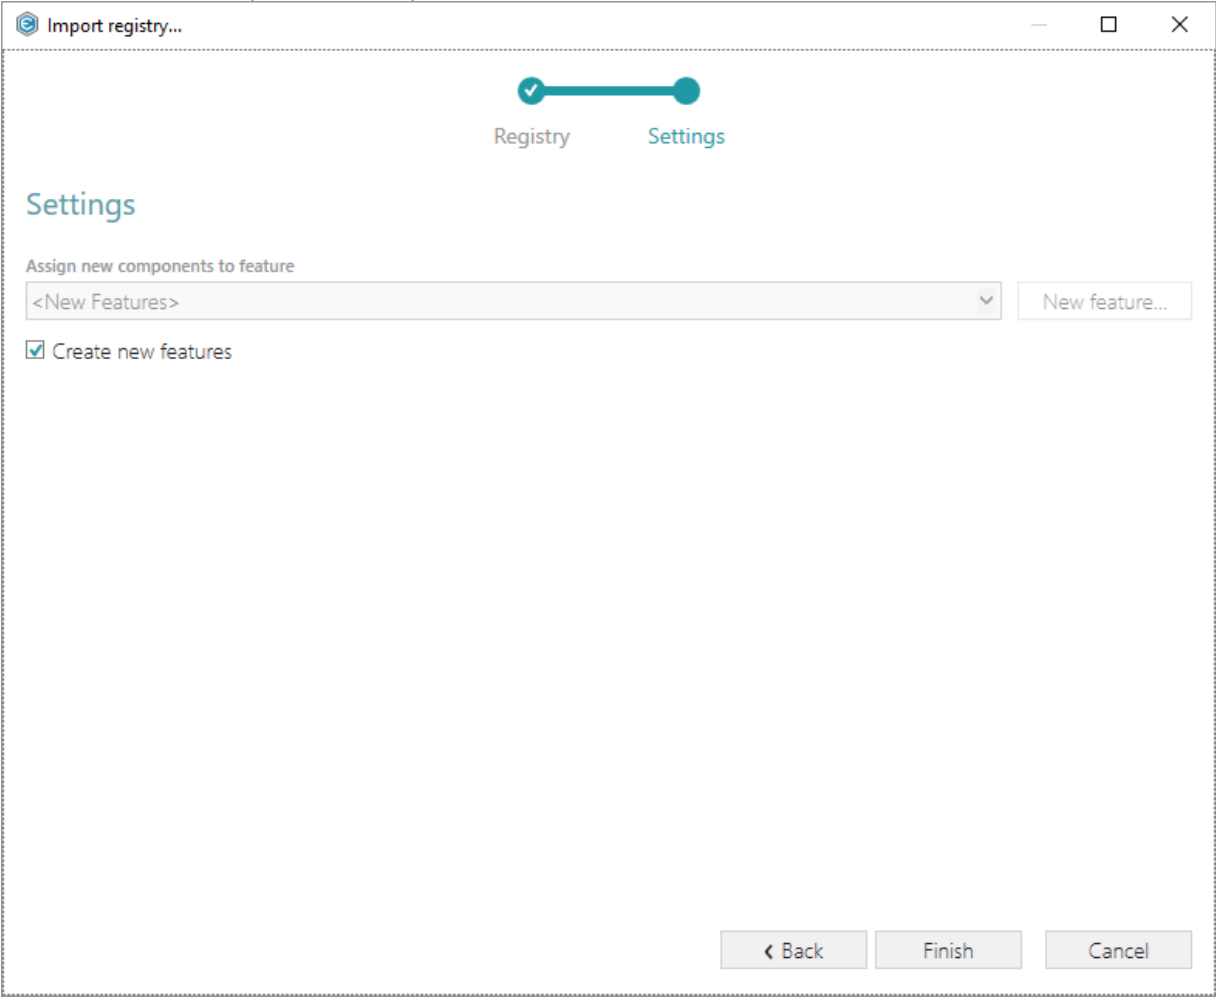 Import registry...
Registry
Settings
Settings
Assign new components to feature
<New Features>
New feature...
Create new features
Back
Finish
Cancel